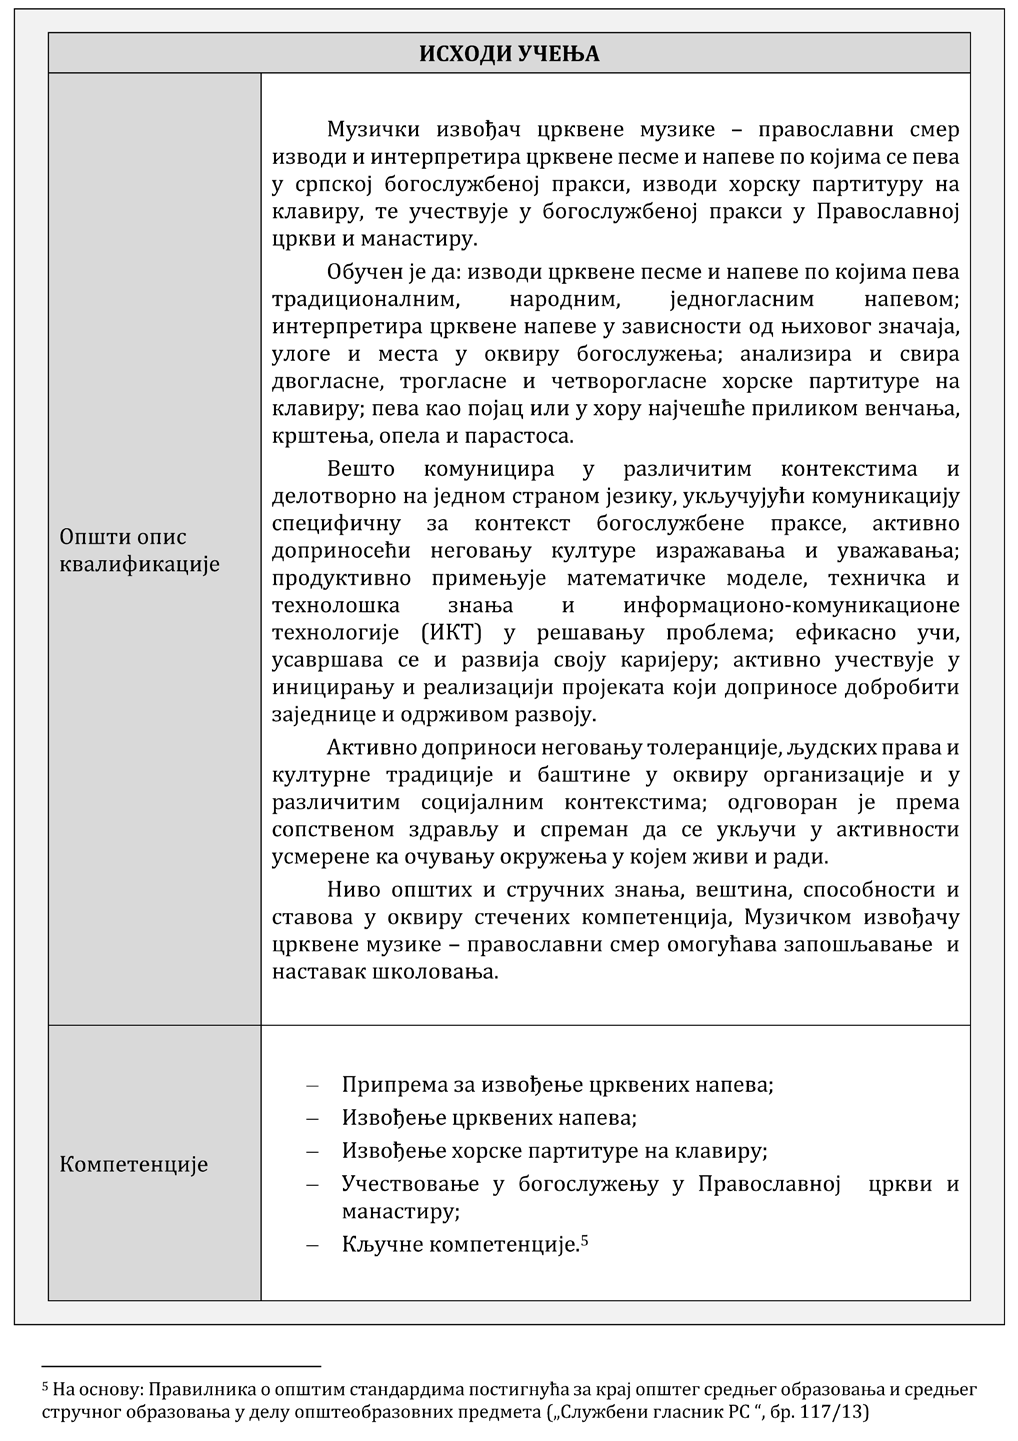 ИСХОДИ УЧЕЊА
Општи опис
квалификације
Музички извођач црквене музике – православни смер
изводи и интерпретира црквене песме и напеве по којима се пева
у српској богослужбеној пракси, изводи хорску партитуру на
клавиру, те учествује у богослужбеној пракси у Православној
цркви и манастиру.
Обучен је да: изводи црквене песме и напеве по којима пева
традиционалним, народним, једногласним напевом;
интерпретира црквене напеве у зависности од њиховог значаја,
улоге и места у оквиру богослужења; анализира и свира
двогласне, трогласне и четворогласне хорске партитуре на
клавиру; пева као појац или у хору најчешће приликом венчања,
крштења, опела и парастоса.
Вешто комуницира у различитим контекстима и
делотворно на једном страном језику, укључујући комуникацију
специфичну за контекст богослужбене праксе, активно
доприносећи неговању културе изражавања и уважавања;
продуктивно примењује математичке моделе, техничка и
технолошка знања и информационо-комуникационе
технологије (ИКТ) у решавању проблема; ефикасно учи,
усавршава се и развија своју каријеру; активно учествује у
иницирању и реализацији пројеката који доприносе добробити
заједнице и одрживом развоју.
Активно доприноси неговању толеранције, људских права и
културне традиције и баштине у оквиру организације и у
различитим социјалним контекстима; одговоран је према
сопственом здрављу и спреман да се укључи у активности
усмерене ка очувању окружења у којем живи и ради.
Ниво општих и стручних знања, вештина, способности и
ставова у оквиру стечених компетенција, Музичком извођачу
црквене музике – православни смер омогућава запошљавање и
наставак школовања.
Компетенције
– Припрема за извођење црквених напева;
– Извођење црквених напева;
– Извођење хорске партитуре на клавиру;
– Учествовање у богослужењу у Православној цркви и
манастиру;
– Кључне компетенције.⁵
⁵ На основу: Правилника о општим стандардима постигнућа за крај општег средњег образовања и средњег
стручног образовања у делу општеобразовних предмета („Службени гласник РС “, бр. 117/13)